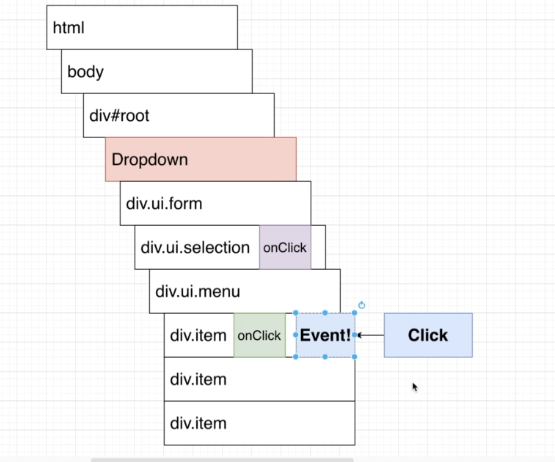 html
body
div#root
Dropdown
div.ui.form
div.ui.selection onClick
div.ui.menu
div.item onClick Event! Click
div.item
div.item